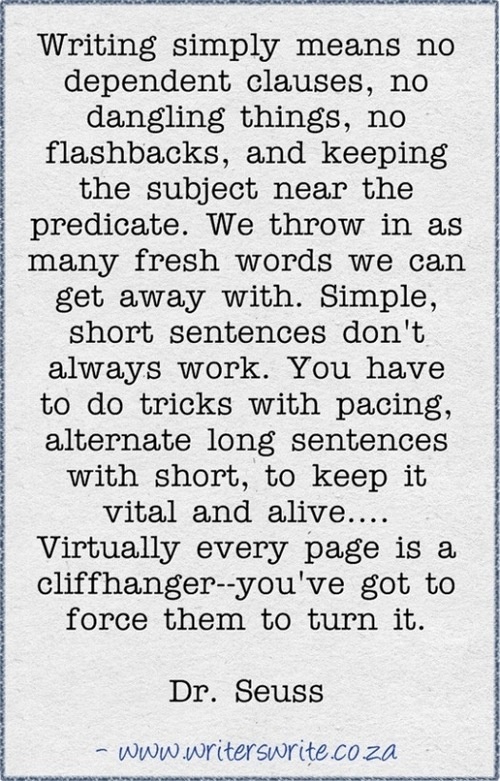 Writing simply means no
dependent clauses, no
dangling things, no
flashbacks, and keeping
the subject near the
predicate. We throw in as
many fresh words we can
get away with. Simple,
short sentences don't
always work. You have
to do tricks with pacing,
alternate long sentences
with short, to keep it
vital and alive....
Virtually every page is a
cliffhanger--you've got to
force them to turn it.
Dr. Seuss
- www.writerswrite.co.za